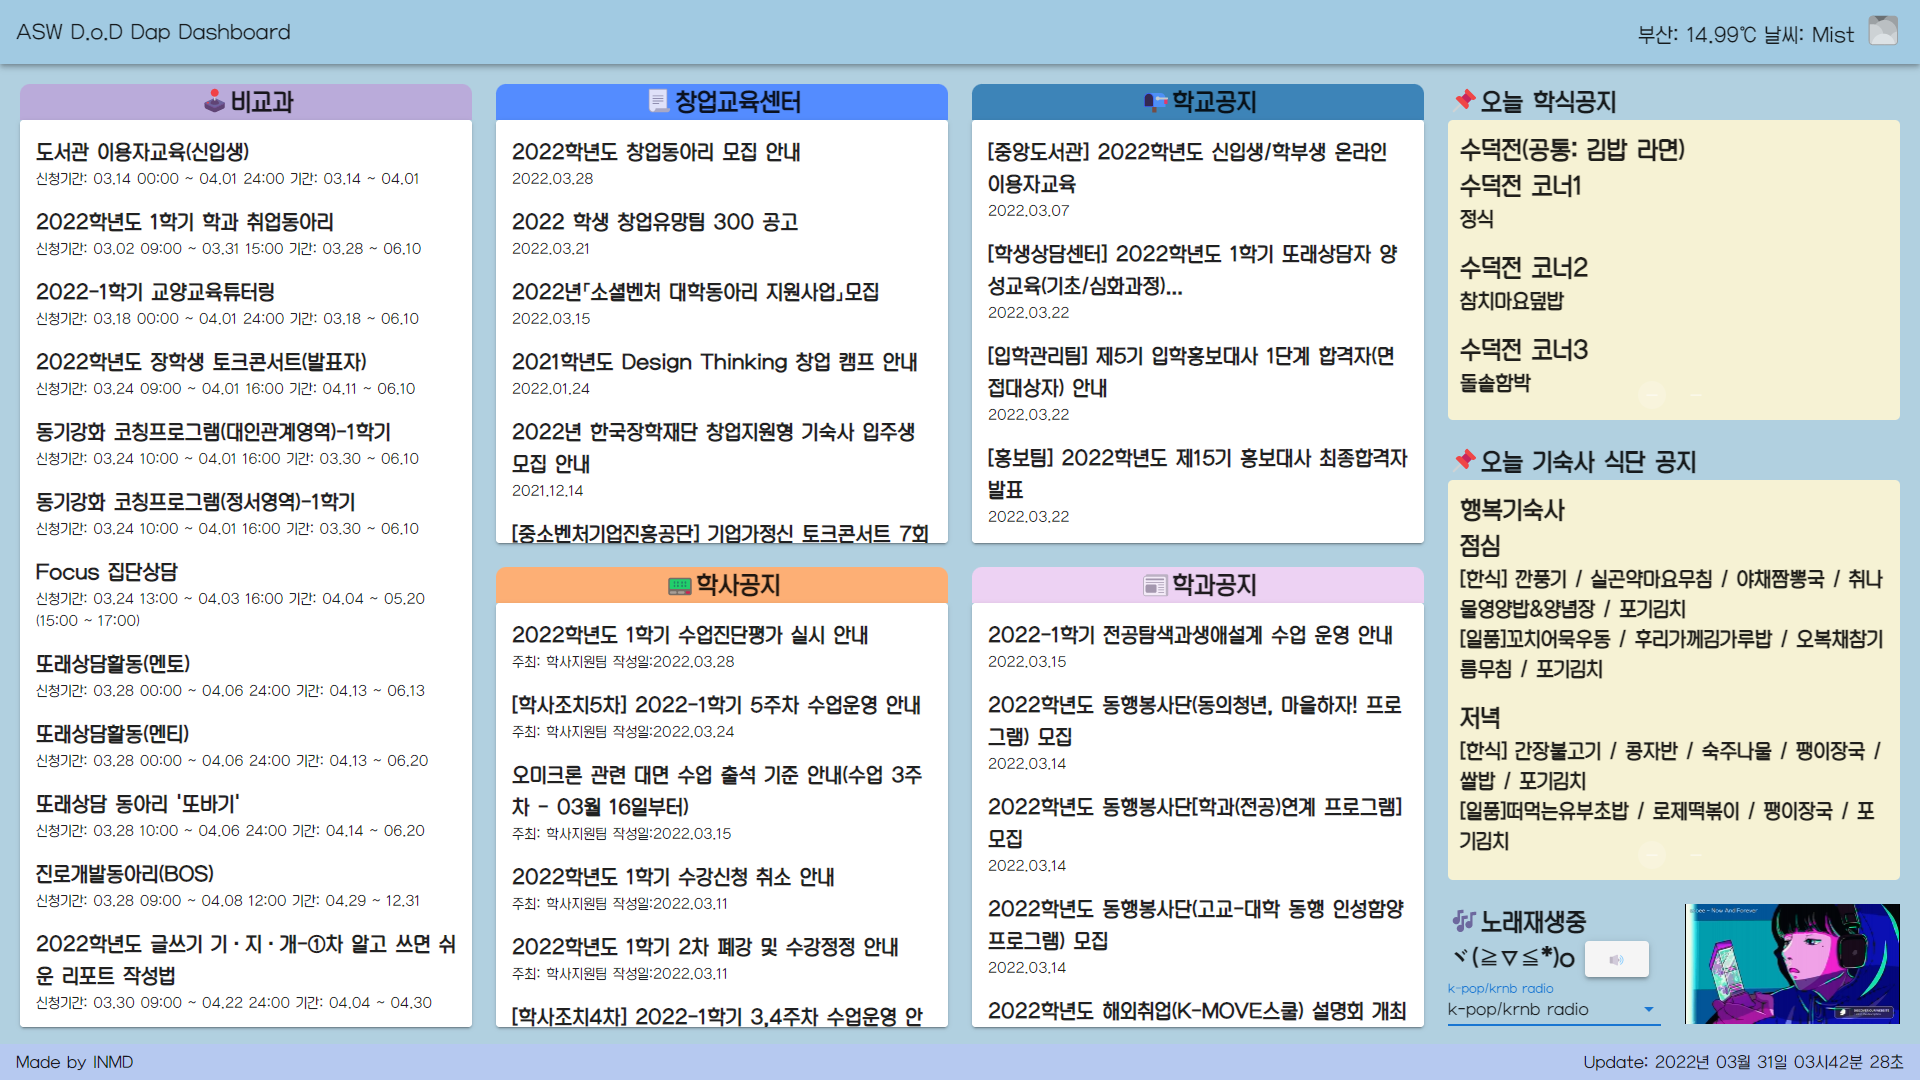 ASW D.o.D Dap Dashboard
부산: 14.99℃ 날씨: Mist
비교과
도서관 이용자교육(신입생)
신청기간: 03.14 00:00 ~ 04.01 24:00 기간: 03.14 ~ 04.01
2022학년도 1학기 학과 취업동아리
신청기간: 03.02 09:00 ~ 03.31 15:00 기간: 03.28 ~ 06.10
2022-1학기 교양교육튜터링
신청기간: 03.18 00:00 ~ 04.01 24:00 기간: 03.18 ~ 06.10
2022학년도 장학생 토크콘서트(발표자)
신청기간: 03.24 09:00 ~ 04.01 16:00 기간: 04.11 ~ 06.10
동기강화 코칭프로그램(대인관계영역)-1학기
신청기간: 03.24 10:00 ~ 04.01 16:00 기간: 03.30 ~ 06.10
동기강화 코칭프로그램(정서영역)-1학기
신청기간: 03.24 10:00 ~ 04.01 16:00 기간: 03.30 ~ 06.10
Focus 집단상담
신청기간: 03.24 13:00 ~ 04.03 16:00 기간: 04.04 ~ 05.20
(15:00 ~ 17:00)
또래상담활동(멘토)
신청기간: 03.28 00:00 ~ 04.06 24:00 기간: 04.13 ~ 06.13
또래상담활동(멘티)
신청기간: 03.28 00:00 ~ 04.06 24:00 기간: 04.13 ~ 06.20
또래상담 동아리 '또바기'
신청기간: 03.28 10:00 ~ 04.06 24:00 기간: 04.14 ~ 06.20
진로개발동아리(BOS)
신청기간: 03.28 09:00 ~ 04.08 12:00 기간: 04.29 ~ 12.31
2022학년도 글쓰기 기·지·개-①차 알고 쓰면 쉬
운 리포트 작성법
신청기간: 03.30 09:00 ~ 04.22 24:00 기간: 04.04 ~ 04.30
창업교육센터
2022학년도 창업동아리 모집 안내
2022.03.28
2022 학생 창업유망팀 300 공고
2022.03.21
2022년「소셜벤처 대학동아리 지원사업」모집
2022.03.15
2021학년도 Design Thinking 창업 캠프 안내
2022.01.24
2022년 한국장학재단 창업지원형 기숙사 입주생
모집 안내
2021.12.14
[중소벤처기업진흥공단] 기업가정신 토크콘서트 7회
학사공지
2022학년도 1학기 수업진단평가 실시 안내
주최: 학사지원팀 작성일:2022.03.28
[학사조치5차] 2022-1학기 5주차 수업운영 안내
주최: 학사지원팀 작성일:2022.03.24
오미크론 관련 대면 수업 출석 기준 안내(수업 3주
차 - 03월 16일부터)
주최: 학사지원팀 작성일:2022.03.15
2022학년도 1학기 수강신청 취소 안내
주최: 학사지원팀 작성일:2022.03.11
2022학년도 1학기 2차 폐강 및 수강정정 안내
주최: 학사지원팀 작성일:2022.03.11
[학사조치4차] 2022-1학기 3,4주차 수업운영 안
학교공지
[중앙도서관] 2022학년도 신입생/학부생 온라인
이용자교육
2022.03.07
[학생상담센터] 2022학년도 1학기 또래상담자 양
성교육(기초/심화과정)...
2022.03.22
[입학관리팀] 제5기 입학홍보대사 1단계 합격자(면
접대상자) 안내
2022.03.22
[홍보팀] 2022학년도 제15기 홍보대사 최종합격자
발표
2022.03.22
학과공지
2022-1학기 전공탐색과생애설계 수업 운영 안내
2022.03.15
2022학년도 동행봉사단(동의청년, 마을하자! 프로
그램) 모집
2022.03.14
2022학년도 동행봉사단[학과(전공)연계 프로그램]
모집
2022.03.14
2022학년도 동행봉사단(고교-대학 동행 인성함양
프로그램) 모집
2022.03.14
2022학년도 해외취업(K-MOVE스쿨) 설명회 개최
오늘 학식공지
수덕전(공통: 김밥 라면)
수덕전 코너1
정식
수덕전 코너2
참치마요덮밥
수덕전 코너3
돌솥함박
오늘 기숙사 식단 공지
행복기숙사
점심
[한식] 깐풍기 / 실곤약마요무침 / 야채짬뽕국 / 취나
물영양밥&양념장 / 포기김치
[일품]꼬치어묵우동 / 후리가께김가루밥 / 오복채참기
름무침 / 포기김치
저녁
[한식] 간장불고기 / 콩자반 / 숙주나물 / 팽이장국 /
쌀밥 / 포기김치
[일품]떠먹는유부초밥 / 로제떡볶이 / 팽이장국 / 포
기김치
노래재생중
ヾ(≧▽≦*)o
k-pop/krnb radio
k-pop/krnb radio
- Now And Forever
Made by INMD
Update: 2022년 03월 31일 03시42분 28초